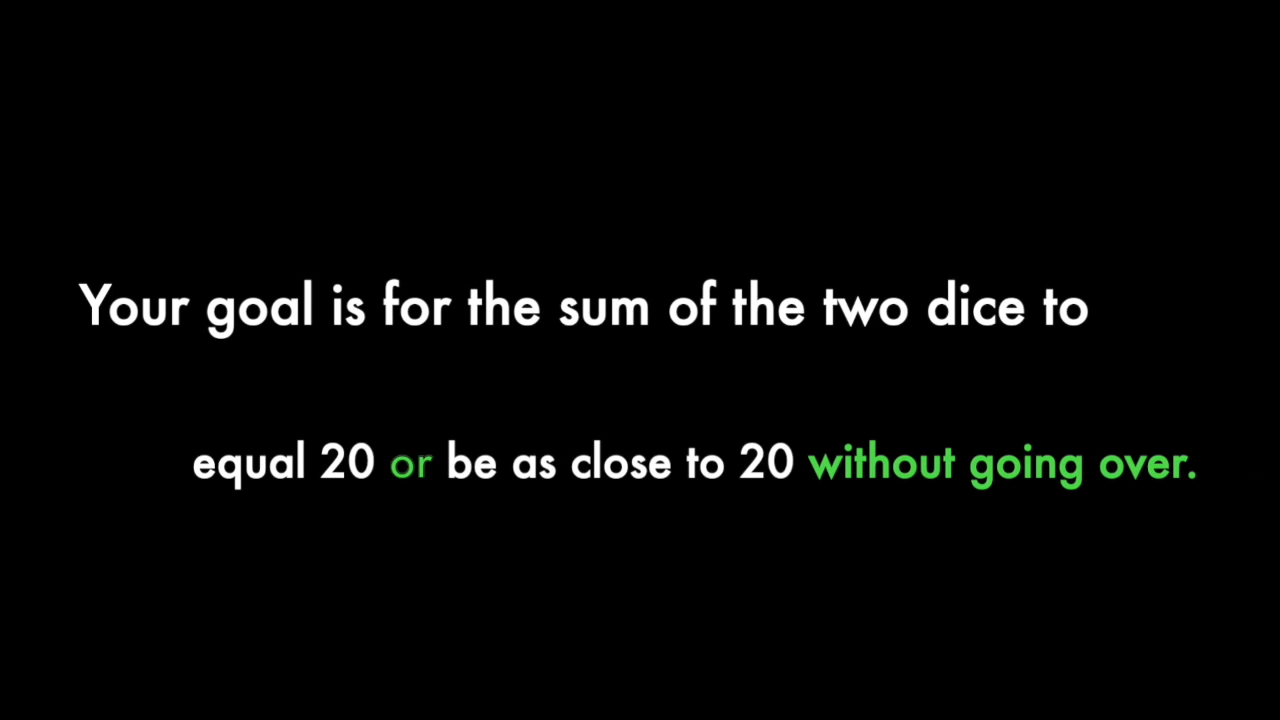 Your goal is for the sum of the two dice to
equal 20 or be as close to 20 without going over.